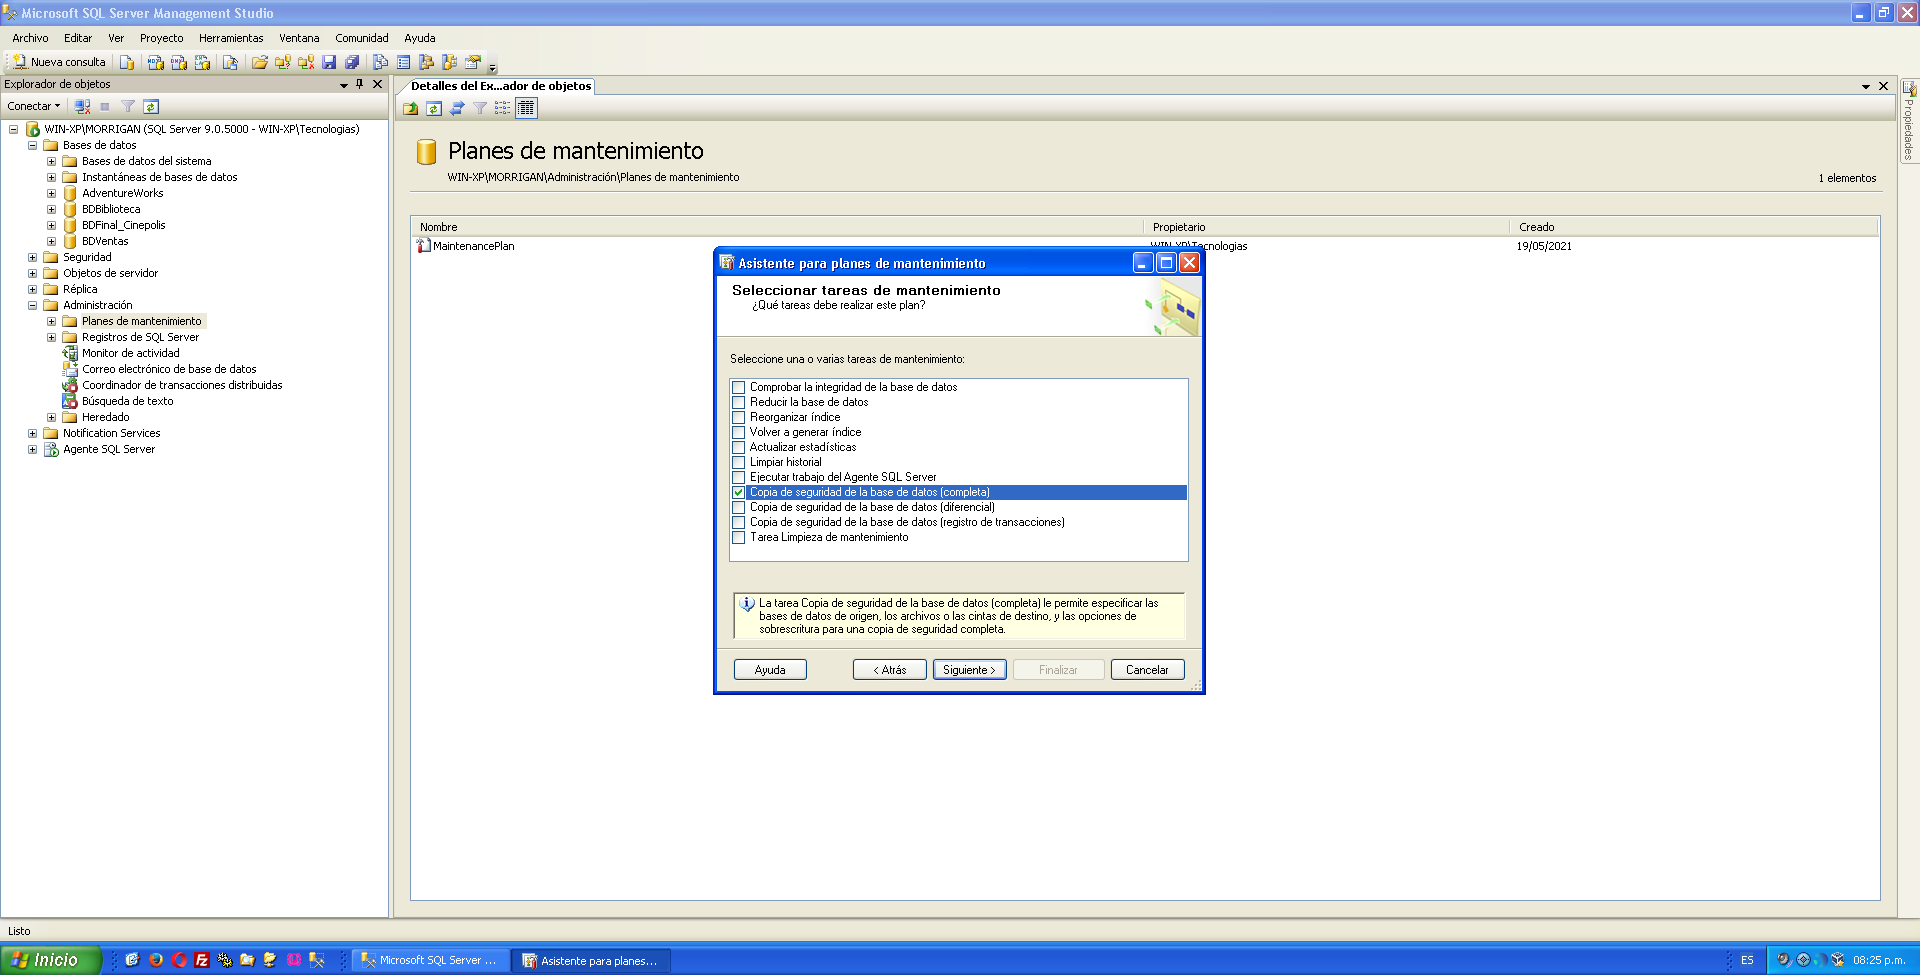 Microsoft SQL Server Management Studio
Archivo Editar Ver Proyecto Herramientas Ventana Comunidad Ayuda
Nueva consulta
Explorador de objetos
Conectar
WIN-XP\MORRIGAN (SQL Server 9.0.5000 - WIN-XP\Tecnologias)
Bases de datos
Bases de datos del sistema
Instantáneas de bases de datos
AdventureWorks
BDBiblioteca
BDFinal_Cinepolis
BDVentas
Seguridad
Objetos de servidor
Réplica
Administración
Planes de mantenimiento
Registros de SQL Server
Monitor de actividad
Correo electrónico de base de datos
Coordinador de transacciones distribuidas
Búsqueda de texto
Heredado
Notification Services
Agente SQL Server
Detalles del Ex...ador de objetos
Planes de mantenimiento
WIN-XP\MORRIGAN\Administración\Planes de mantenimiento
1 elementos
Nombre Propietario Creado
MaintenancePlan WIN-XP\Tecnologias 19/05/2021
Propiedades
Asistente para planes de mantenimiento
Seleccionar tareas de mantenimiento
¿Qué tareas debe realizar este plan?
Seleccione una o varias tareas de mantenimiento:
Comprobar la integridad de la base de datos
Reducir la base de datos
Reorganizar índice
Volver a generar índice
Actualizar estadísticas
Limpiar historial
Ejecutar trabajo del Agente SQL Server
Copia de seguridad de la base de datos (completa)
Copia de seguridad de la base de datos (diferencial)
Copia de seguridad de la base de datos (registro de transacciones)
Tarea Limpieza de mantenimiento
La tarea Copia de seguridad de la base de datos (completa) le permite especificar las
bases de datos de origen, los archivos o las cintas de destino, y las opciones de
sobrescritura para una copia de seguridad completa.
Ayuda < Atrás Siguiente > Finalizar Cancelar
Listo
Inicio Microsoft SQL Server ... Asistente para planes... ES 08:25 p.m.